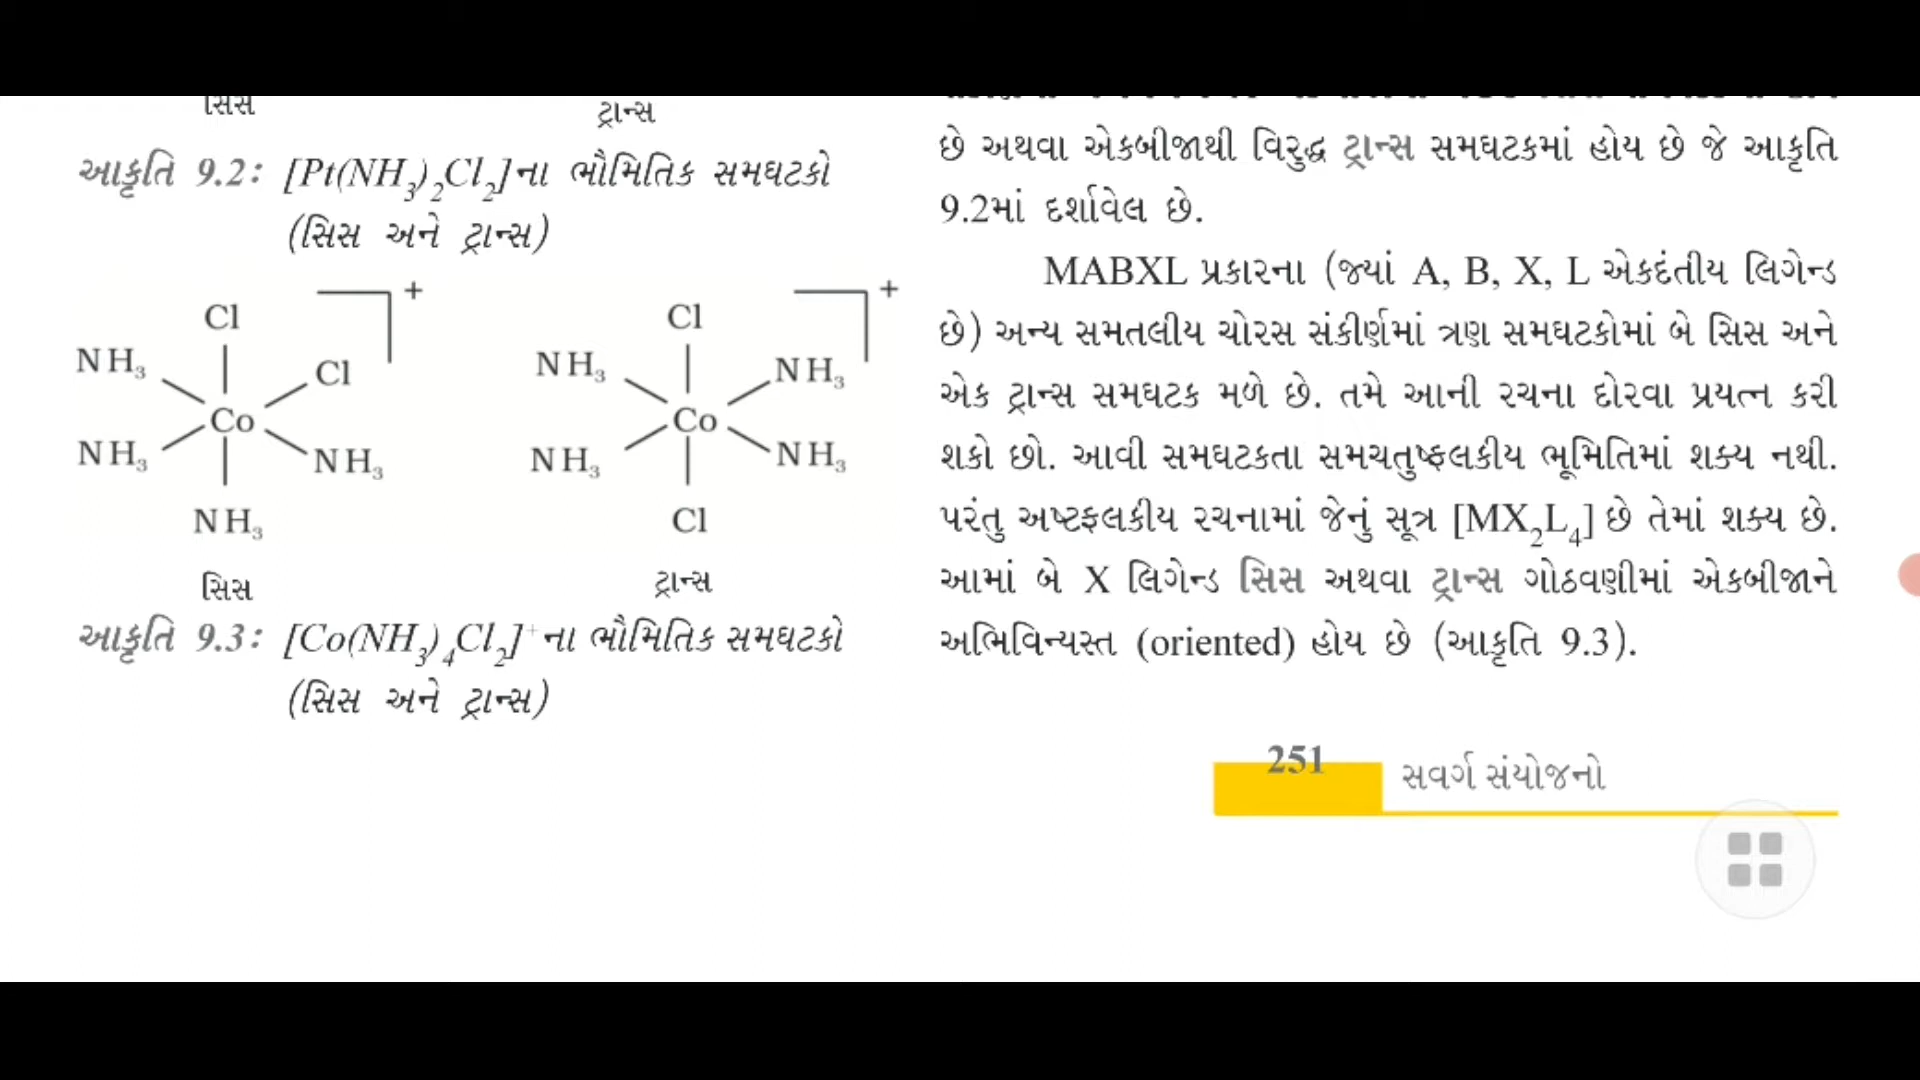 સિસ
ટ્રાન્સ
આકૃતિ 9.2: [Pt(NH3)2Cl2]ના ભૌમિતિક સમઘટકો
(સિસ અને ટ્રાન્સ)
Cl
+
NH3
Cl
Co
NH3
NH3
NH3
સિસ
Cl
+
NH3
NH3
Co
NH3
NH3
Cl
ટ્રાન્સ
આકૃતિ 9.3: [Co(NH3)4Cl2]+ના ભૌમિતિક સમઘટકો
(સિસ અને ટ્રાન્સ)
છે અથવા એકબીજાથી વિરુદ્ધ ટ્રાન્સ સમઘટકમાં હોય છે જે આકૃતિ
9.2માં દર્શાવેલ છે.
MABXL પ્રકારના (જ્યાં A, B, X, L એકદંતીય લિગેન્ડ
છે) અન્ય સમતલીય ચોરસ સંકીર્ણમાં ત્રણ સમઘટકોમાં બે સિસ અને
એક ટ્રાન્સ સમઘટક મળે છે. તમે આની રચના દોરવા પ્રયત્ન કરી
શકો છો. આવી સમઘટકતા સમચતુષ્ફલકીય ભૂમિતિમાં શક્ય નથી.
પરંતુ અષ્ટફલકીય રચનામાં જેનું સૂત્ર [MX2L4] છે તેમાં શક્ય છે.
આમાં બે X લિગેન્ડ સિસ અથવા ટ્રાન્સ ગોઠવણીમાં એકબીજાને
અભિવિન્યસ્ત (oriented) હોય છે (આકૃતિ 9.3).
251 સવર્ગ સંયોજનો